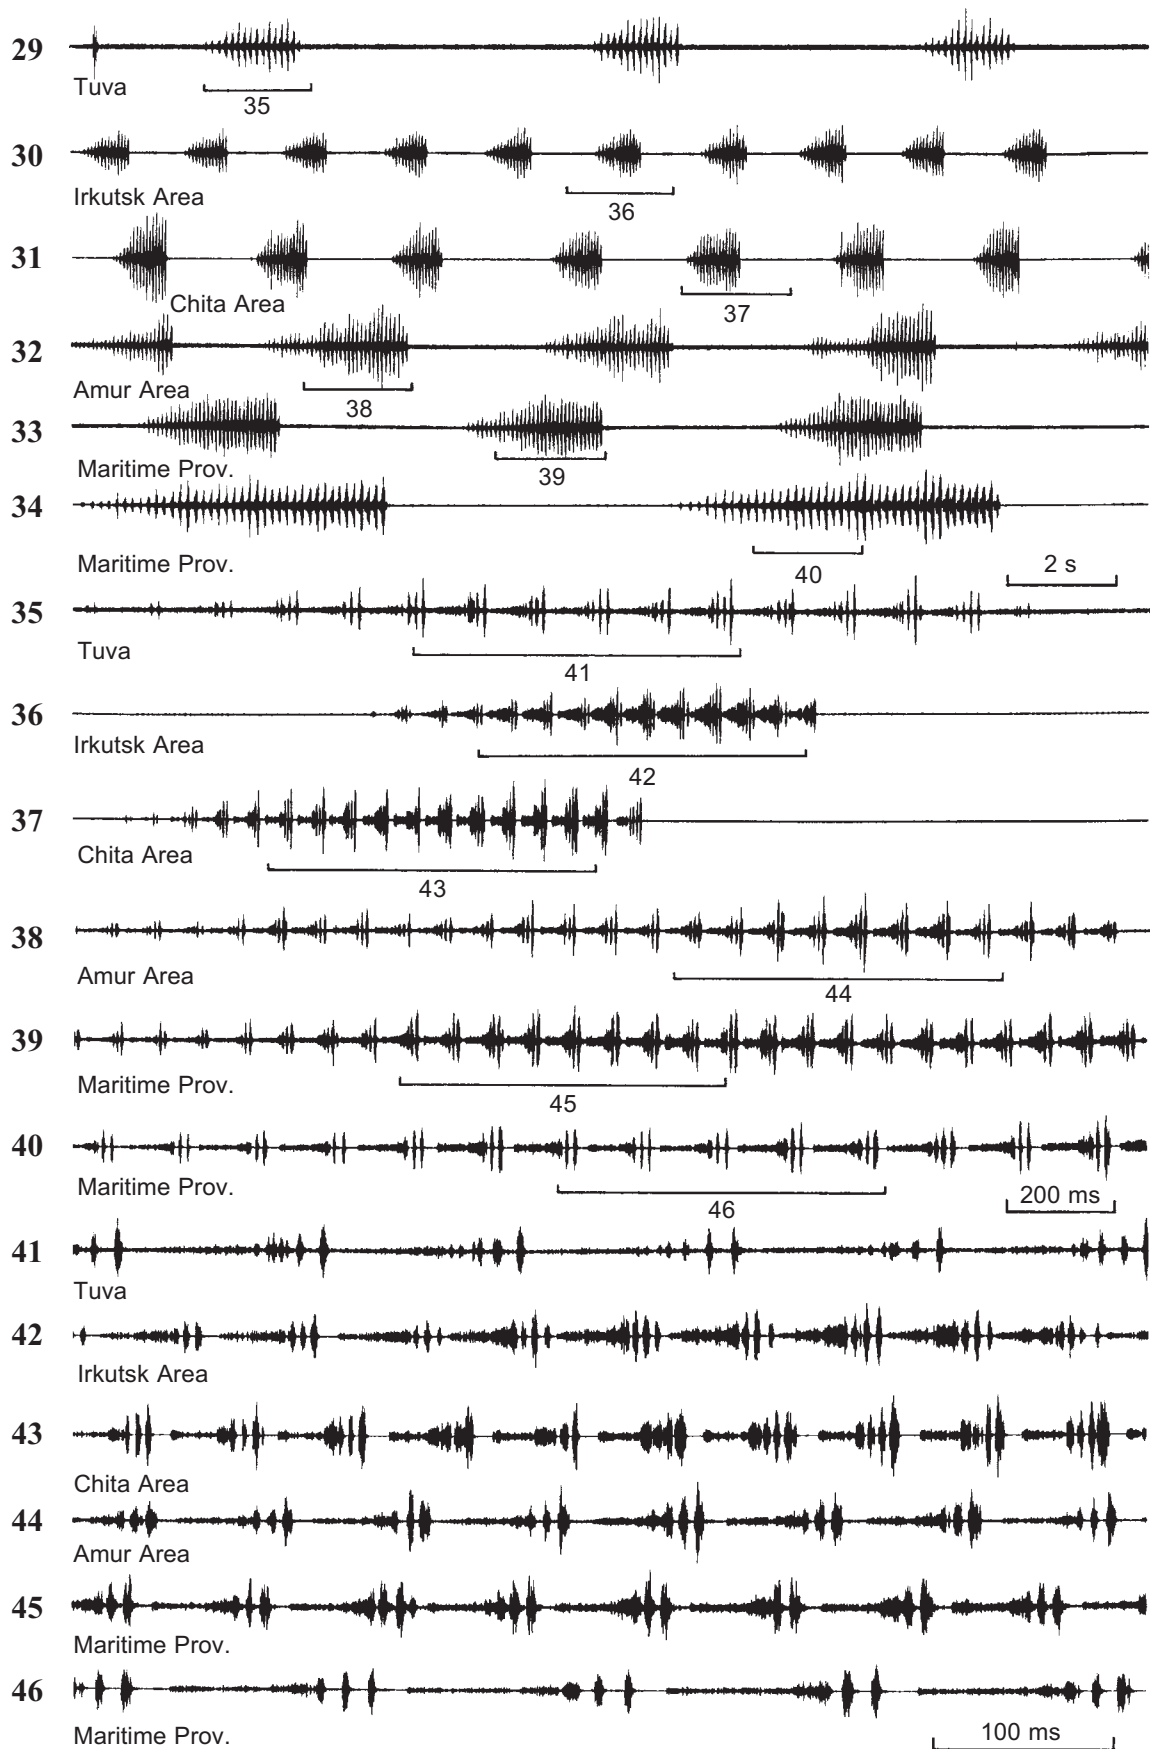 29
Tuva
35
30
Irkutsk Area
36
31
Chita Area
37
32
Amur Area
38
33
Maritime Prov.
39
34
Maritime Prov.
40
2 s
35
Tuva
41
36
Irkutsk Area
42
37
Chita Area
43
38
Amur Area
44
39
Maritime Prov.
45
40
Maritime Prov.
46
200 ms
41
Tuva
42
Irkutsk Area
43
Chita Area
44
Amur Area
45
Maritime Prov.
46
Maritime Prov.
100 ms